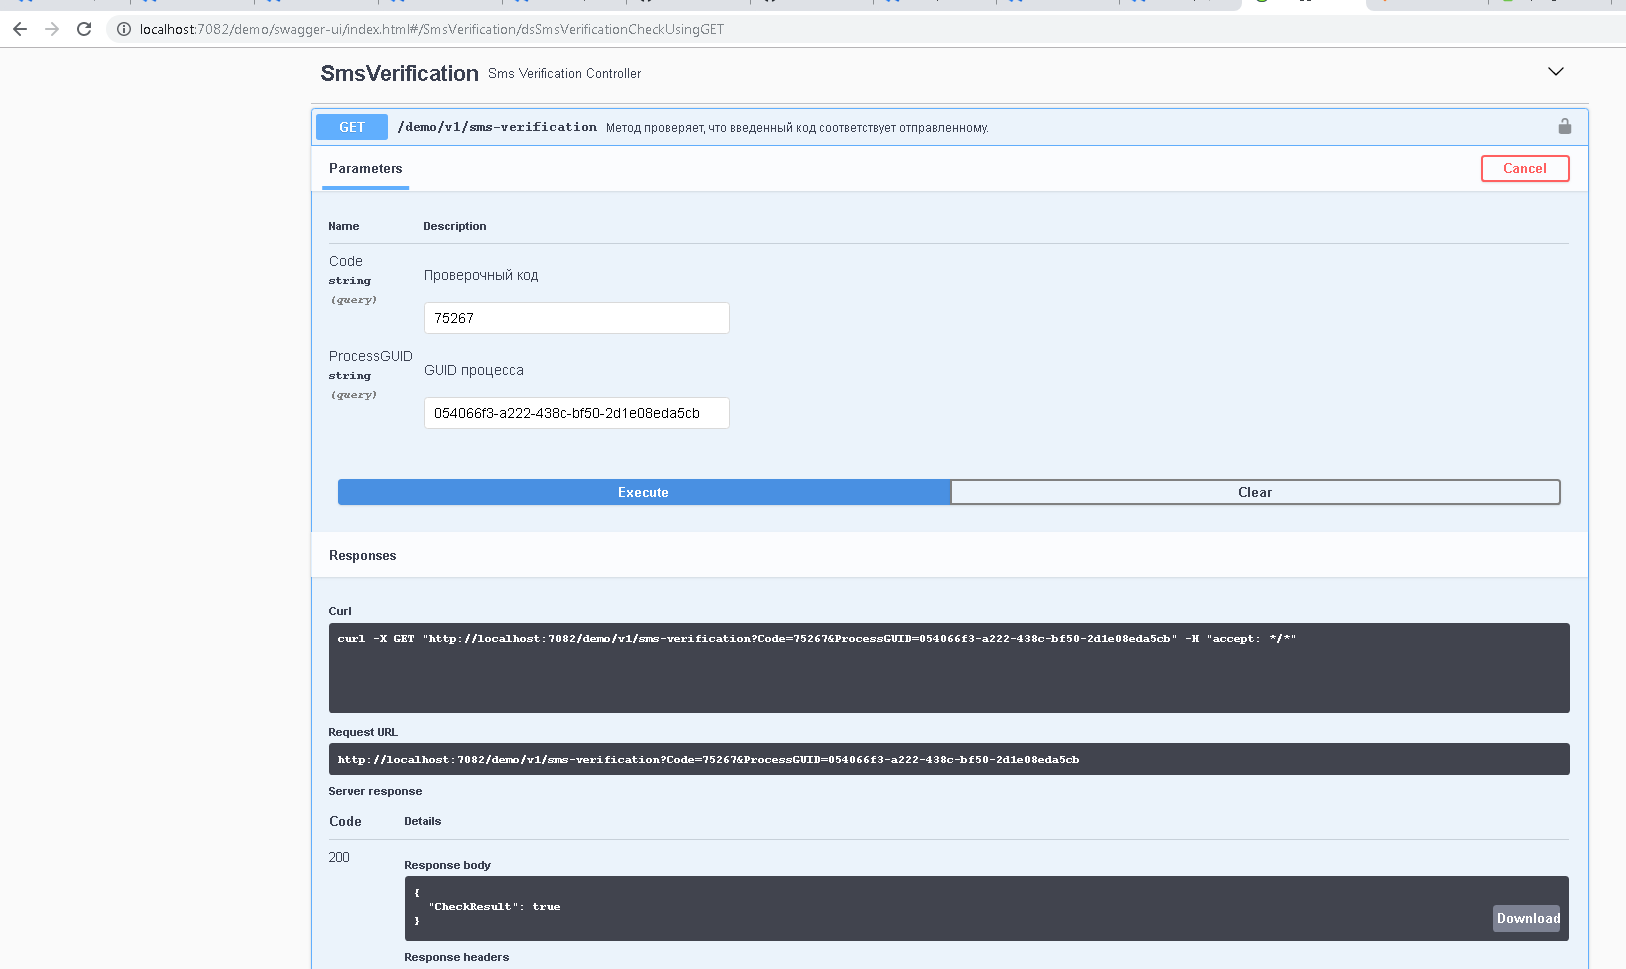 localhost:7082/demo/swagger-ui/index.html#/SmsVerification/dsSmsVerificationCheckUsingGET
SmsVerification Sms Verification Controller
GET /demo/v1/sms-verification Метод проверяет, что введенный код соответствует отправленному.
Parameters Cancel
Name Description
Code
string
(query)
Проверочный код
75267
ProcessGUID
string
(query)
GUID процесса
054066f3-a222-438c-bf50-2d1e08eda5cb
Execute Clear
Responses
Curl
curl -X GET "http://localhost:7082/demo/v1/sms-verification?Code=75267&ProcessGUID=054066f3-a222-438c-bf50-2d1e08eda5cb" -H "accept: */*"
Request URL
http://localhost:7082/demo/v1/sms-verification?Code=75267&ProcessGUID=054066f3-a222-438c-bf50-2d1e08eda5cb
Server response
Code Details
200
Response body
{
"CheckResult": true
}
Download
Response headers